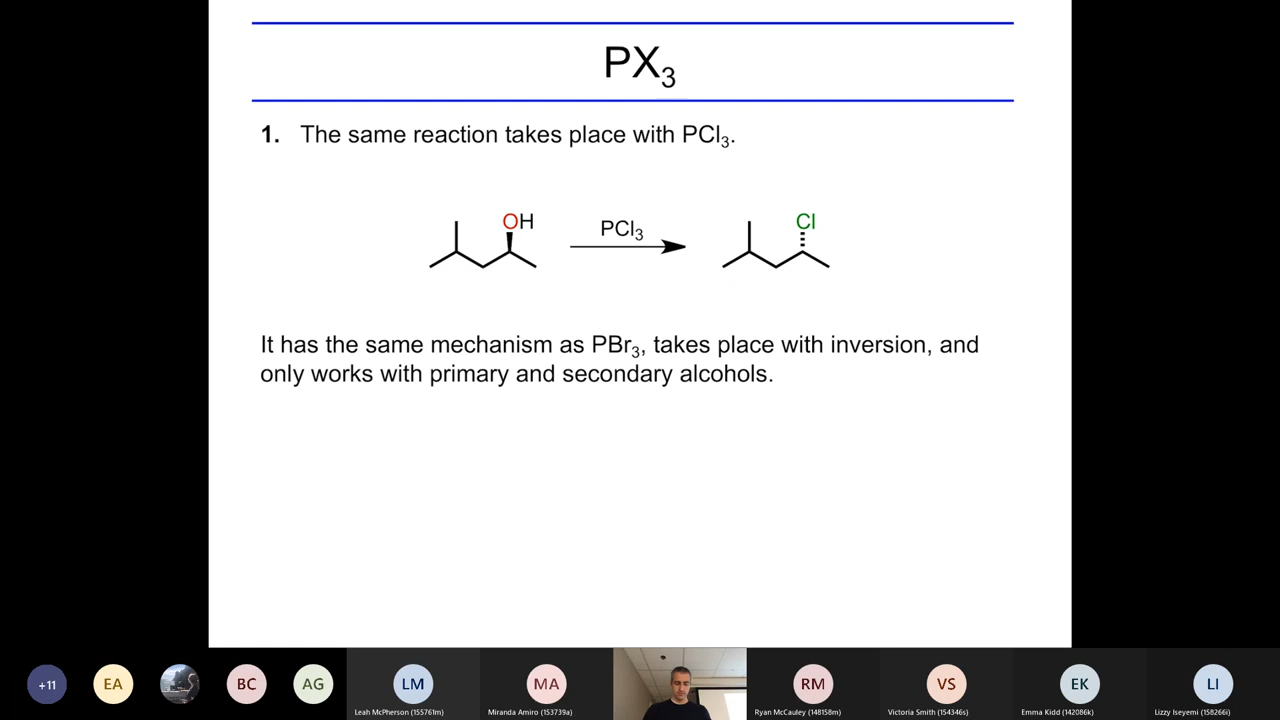 PX₃
1. The same reaction takes place with PCl₃.
OH PCl₃ Cl
It has the same mechanism as PBr₃, takes place with inversion, and
only works with primary and secondary alcohols.
+11 EA BC AG LM MA RM VS EK LI
Leah McPherson (155761m) Miranda Amiro (153739a) Ryan McCauley (148158m) Victoria Smith (154346s) Emma Kidd (142086k) Lizzy Iseyemi (158266i)